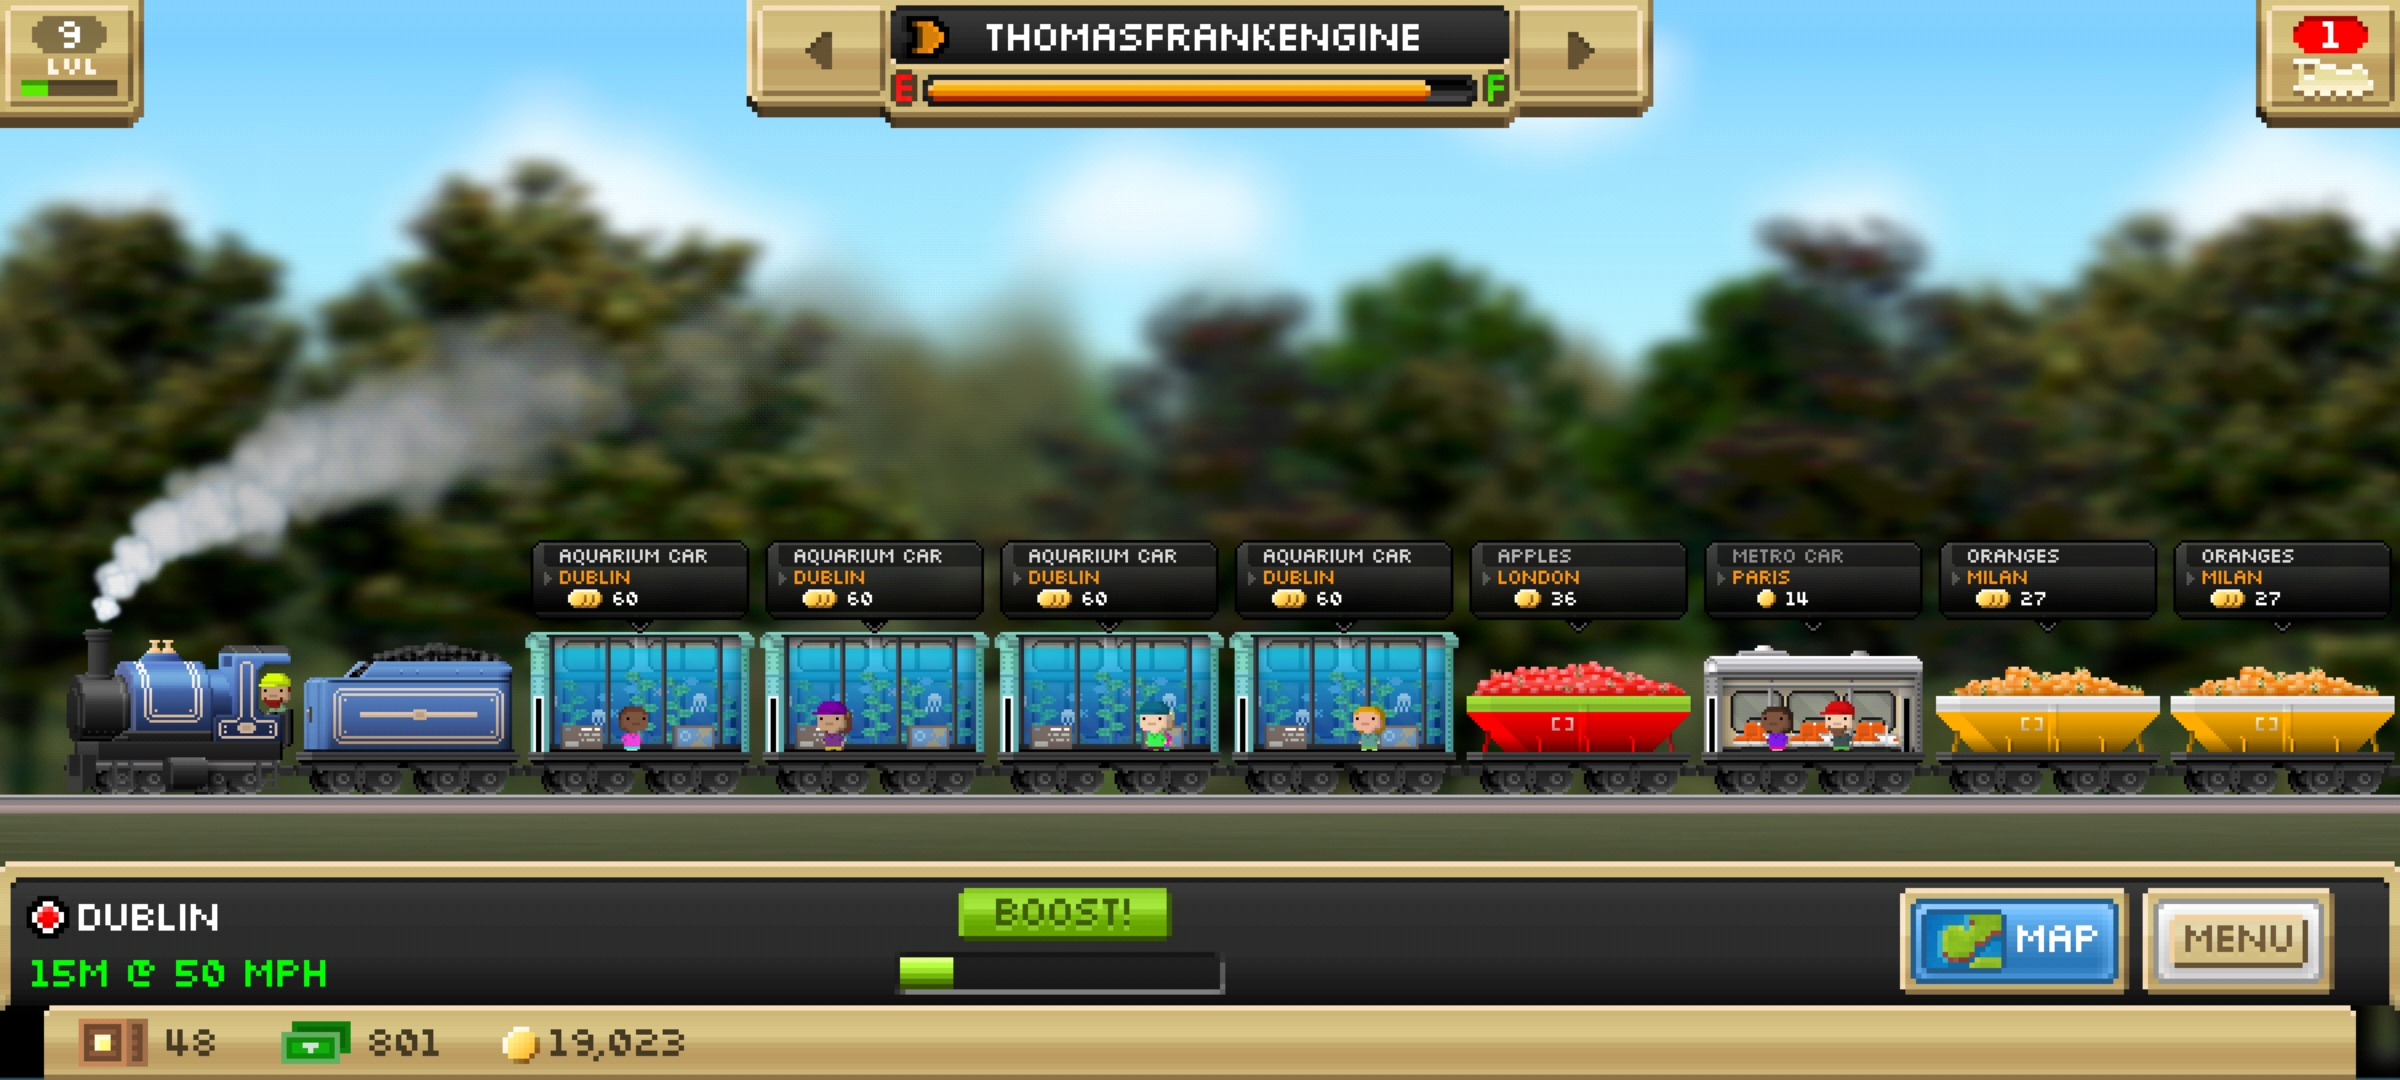 9
LVL
THOMASFRANKENGINE
E F
1
AQUARIUM CAR
DUBLIN
60
AQUARIUM CAR
DUBLIN
60
AQUARIUM CAR
DUBLIN
60
AQUARIUM CAR
DUBLIN
60
APPLES
LONDON
36
METRO CAR
PARIS
14
ORANGES
MILAN
27
ORANGES
MILAN
27
DUBLIN
15M @ 50 MPH
BOOST!
MAP
MENU
48
801
19,023